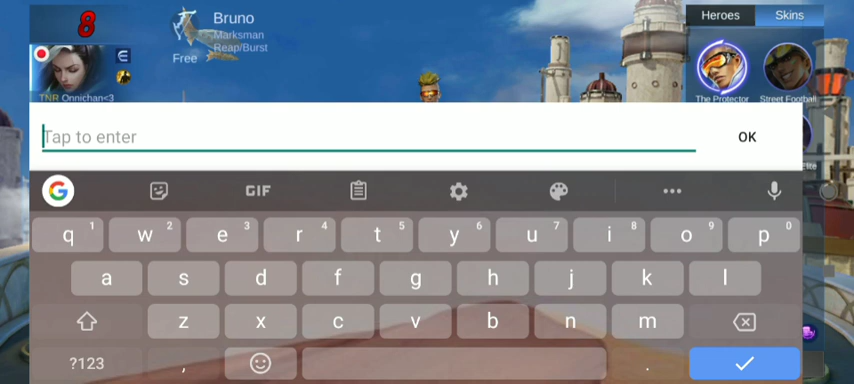 8
Bruno
Marksman
Reap/Burst
Free
Heroes
Skins
TNR Onnichan<3
The Protector
Street Football
Tap to enter
OK
G
GIF
q 1 w 2 e 3 r 4 t 5 y 6 u 7 i 8 o 9 p 0
a s d f g h j k l
z x c v b n m
?123 , .